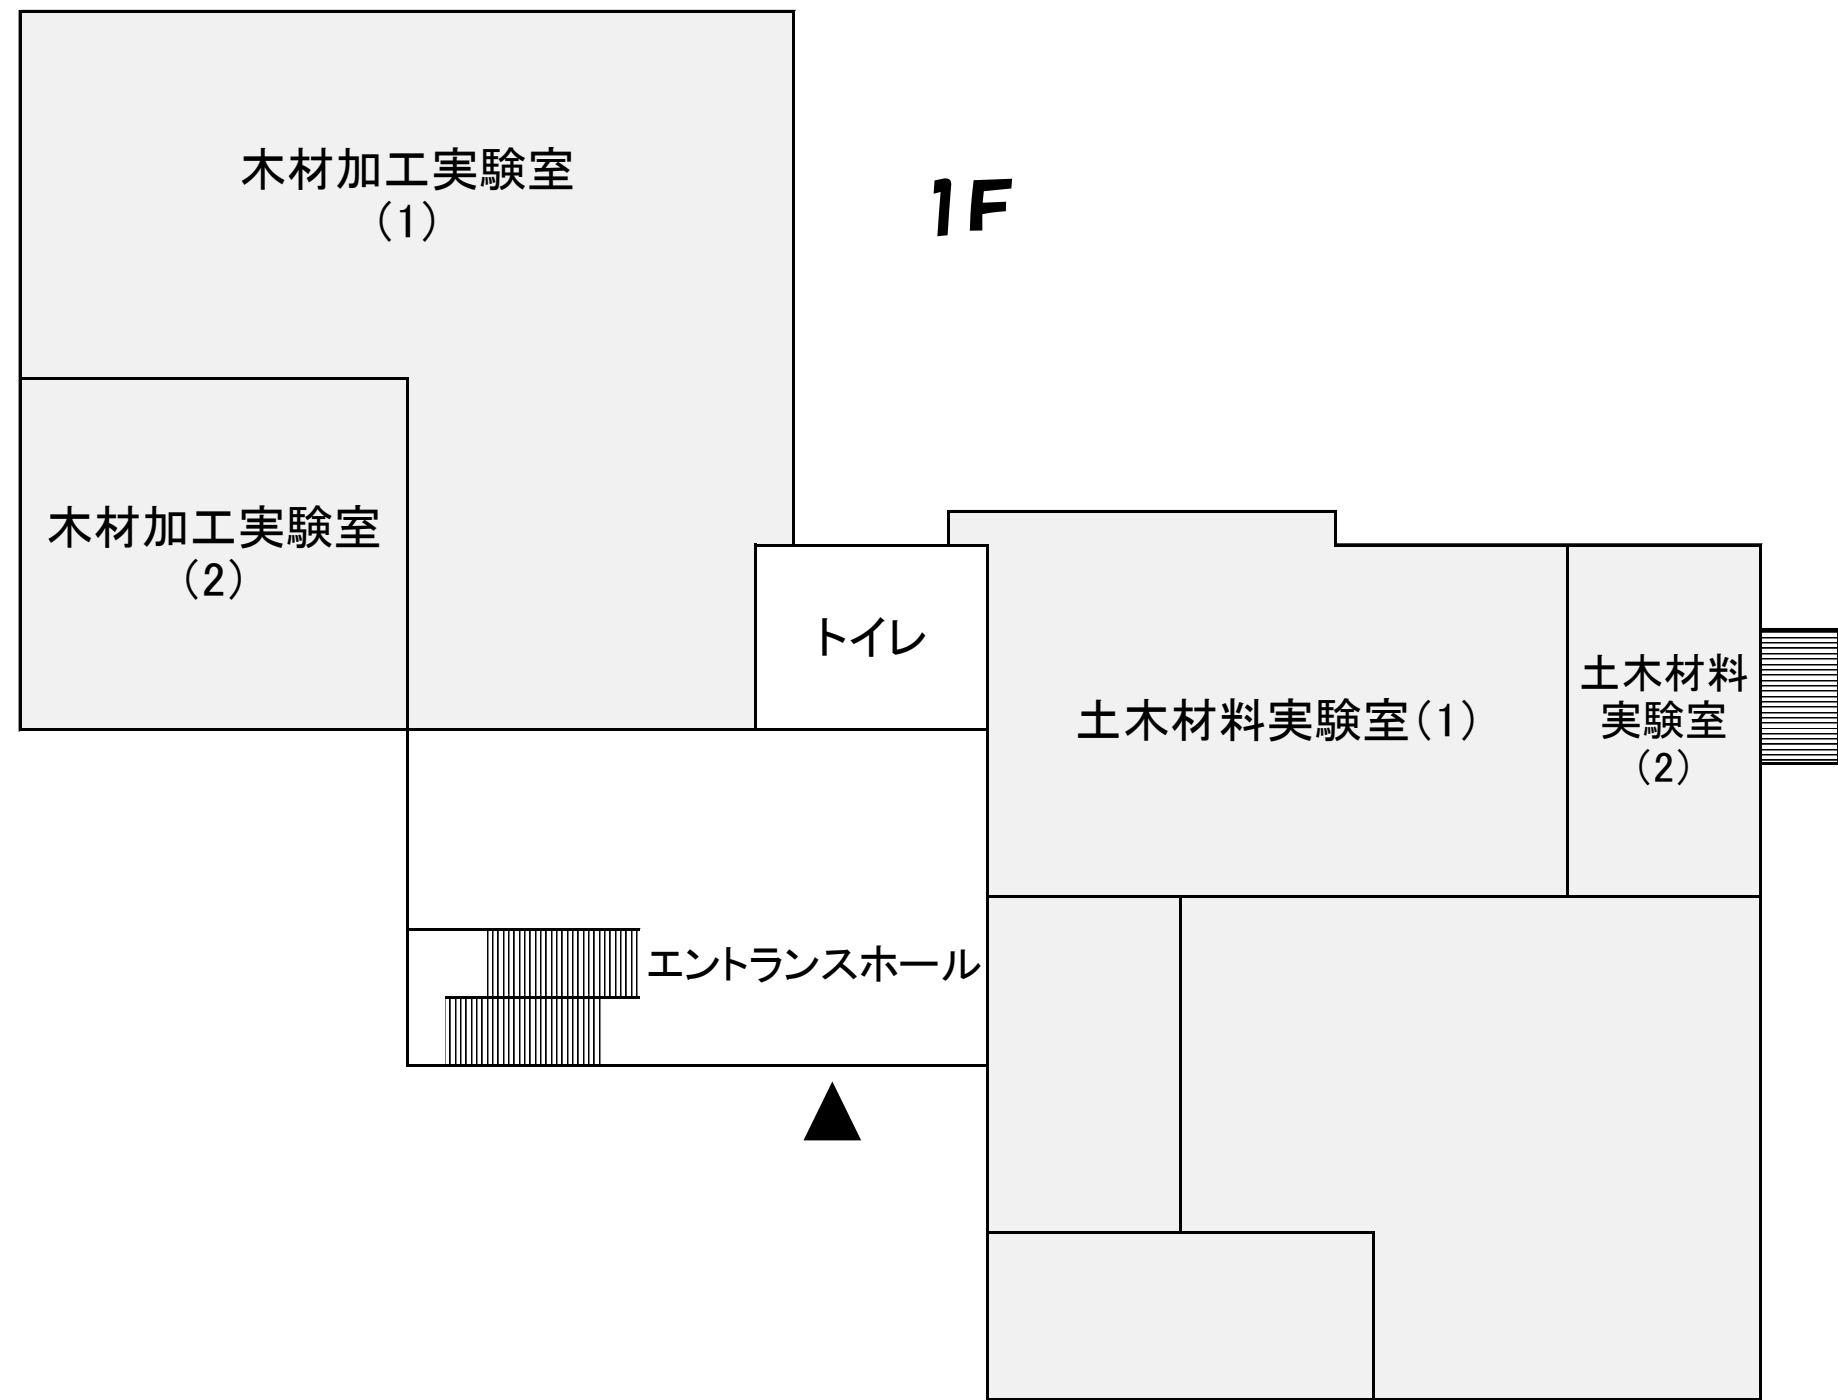 木材加工実験室
(1)
1F
木材加工実験室
(2)
トイレ
土木材料実験室(1)
土木材料
実験室
(2)
エントランスホール